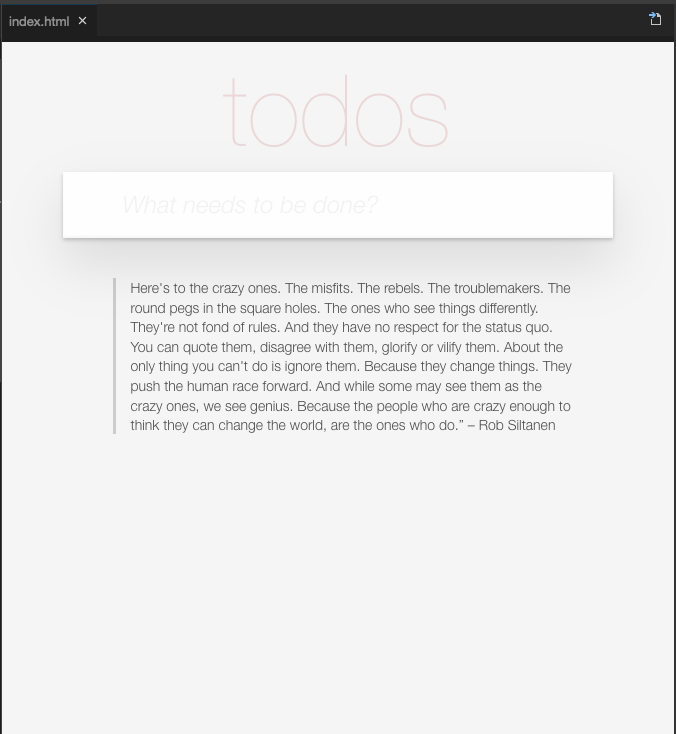 index.html
todos
What needs to be done?
Here's to the crazy ones. The misfits. The rebels. The troublemakers. The
round pegs in the square holes. The ones who see things differently.
They're not fond of rules. And they have no respect for the status quo.
You can quote them, disagree with them, glorify or vilify them. About the
only thing you can't do is ignore them. Because they change things. They
push the human race forward. And while some may see them as the
crazy ones, we see genius. Because the people who are crazy enough to
think they can change the world, are the ones who do.” – Rob Siltanen